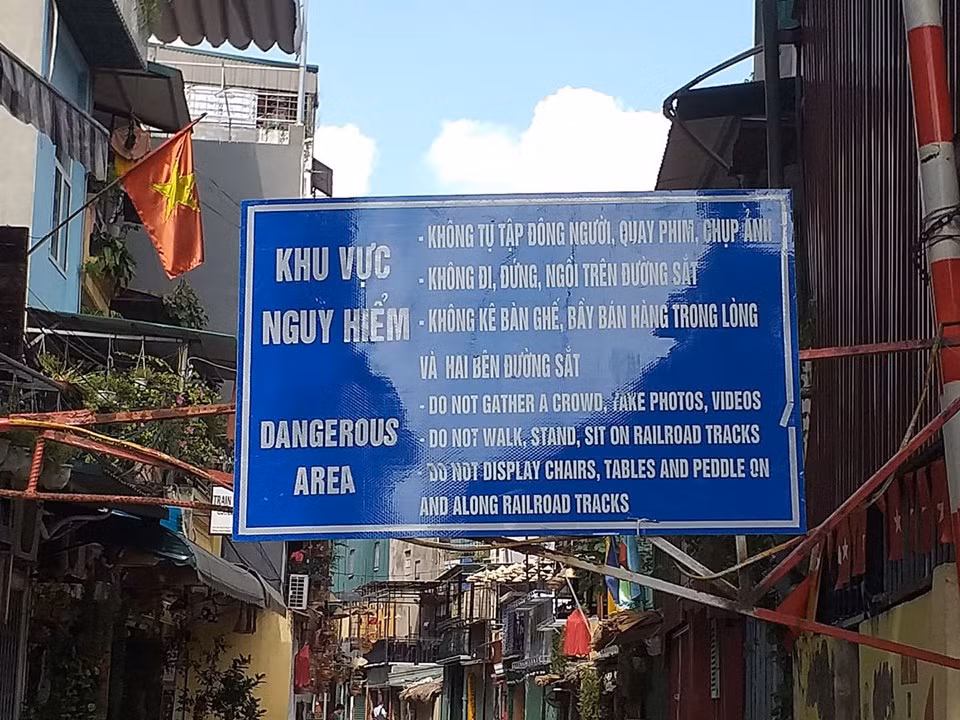 KHU VỰC
NGUY HIỂM
- KHÔNG TỤ TẬP ĐÔNG NGƯỜI, QUAY PHIM, CHỤP ẢNH
- KHÔNG ĐI, ĐỨNG, NGỒI TRÊN ĐƯỜNG SẮT
- KHÔNG KÊ BÀN GHẾ, BẦY BÁN HÀNG TRONG LÒNG
VÀ HAI BÊN ĐƯỜNG SẮT
DANGEROUS
AREA
- DO NOT GATHER A CROWD, TAKE PHOTOS, VIDEOS
- DO NOT WALK, STAND, SIT ON RAILROAD TRACKS
- DO NOT DISPLAY CHAIRS, TABLES AND PEDDLE ON
AND ALONG RAILROAD TRACKS
TRAIN